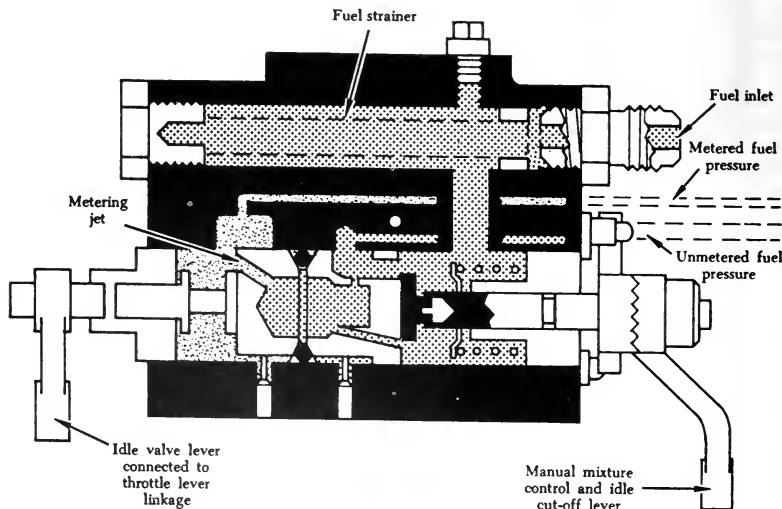 Fuel strainer
Fuel inlet
Metered fuel
pressure
Metering
jet
Unmetered fuel
pressure
Idle valve lever
connected to
throttle lever
linkage
Manual mixture
control and idle
cut-off lever